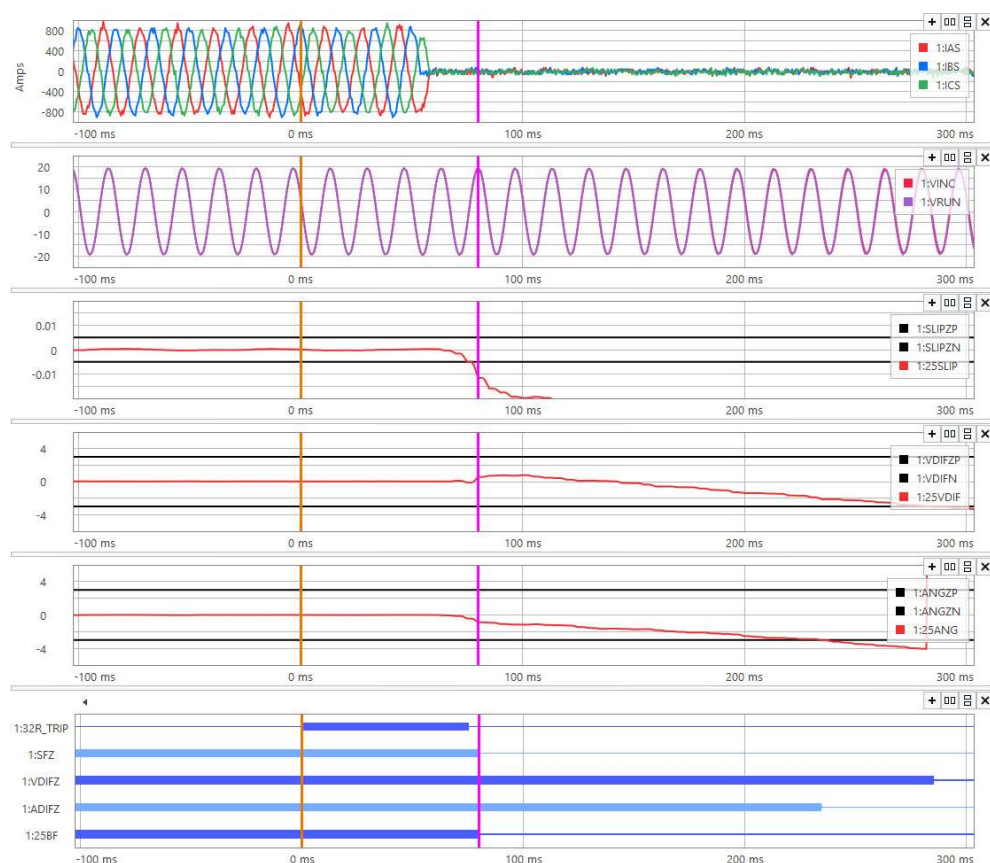 800
400
0
-400
-800
Amps
1:IAS
1:IBS
1:ICS
-100 ms 0 ms 100 ms 200 ms 300 ms
20
10
0
-10
-20
1:VINC
1:VRUN
-100 ms 0 ms 100 ms 200 ms 300 ms
0.01
0
-0.01
1:SLIPZP
1:SLIPZN
1:25SLIP
-100 ms 0 ms 100 ms 200 ms 300 ms
4
0
-4
1:VDIFZP
1:VDIFN
1:25VDIF
-100 ms 0 ms 100 ms 200 ms 300 ms
4
0
-4
1:ANGZP
1:ANGZN
1:25ANG
-100 ms 0 ms 100 ms 200 ms 300 ms
1:32R_TRIP
1:SFZ
1:VDIFZ
1:ADIFZ
1:25BF
-100 ms 0 ms 100 ms 200 ms 300 ms